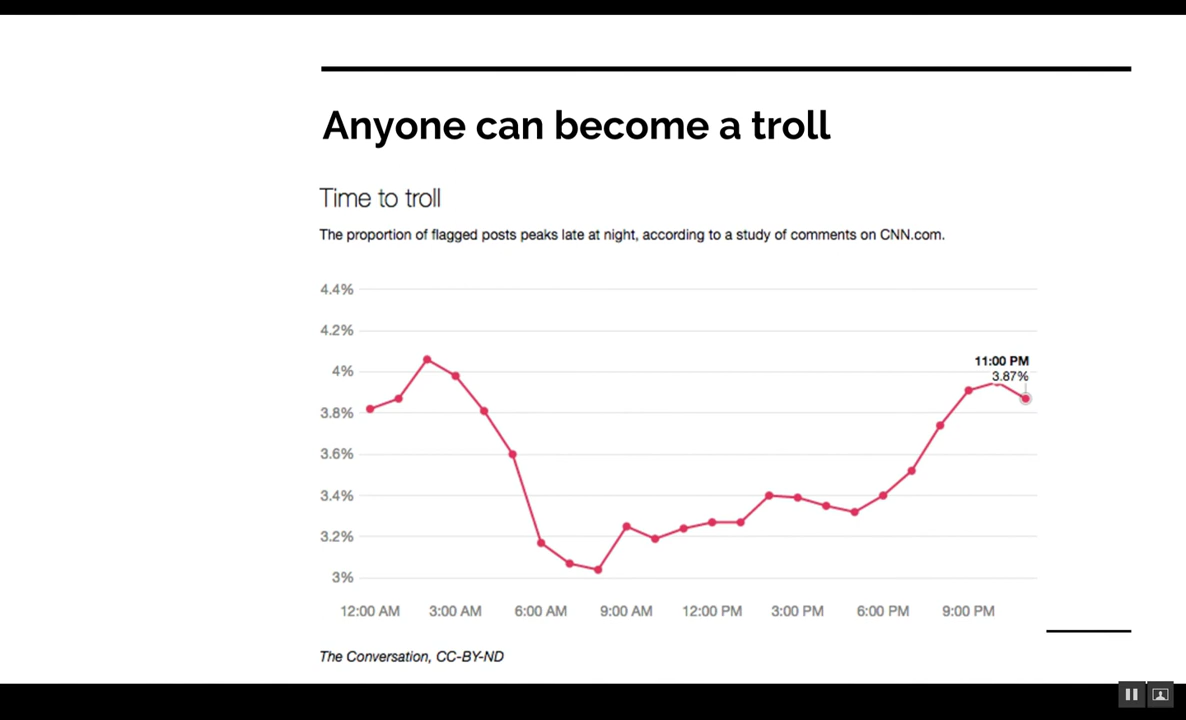 Anyone can become a troll
Time to troll
The proportion of flagged posts peaks late at night, according to a study of comments on CNN.com.
4.4%
4.2%
4%
3.8%
3.6%
3.4%
3.2%
3%
11:00 PM
3.87%
12:00 AM 3:00 AM 6:00 AM 9:00 AM 12:00 PM 3:00 PM 6:00 PM 9:00 PM
The Conversation, CC-BY-ND